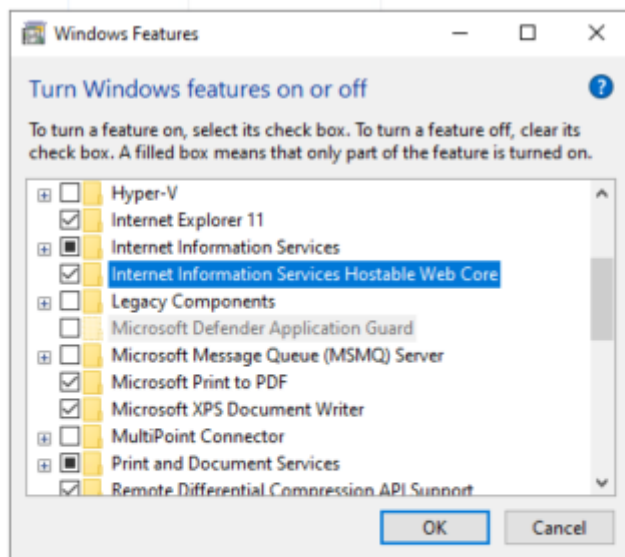 Windows Features
Turn Windows features on or off
To turn a feature on, select its check box. To turn a feature off, clear its
check box. A filled box means that only part of the feature is turned on.
Hyper-V
Internet Explorer 11
Internet Information Services
Internet Information Services Hostable Web Core
Legacy Components
Microsoft Defender Application Guard
Microsoft Message Queue (MSMQ) Server
Microsoft Print to PDF
Microsoft XPS Document Writer
MultiPoint Connector
Print and Document Services
Remote Differential Compression API Support
OK Cancel